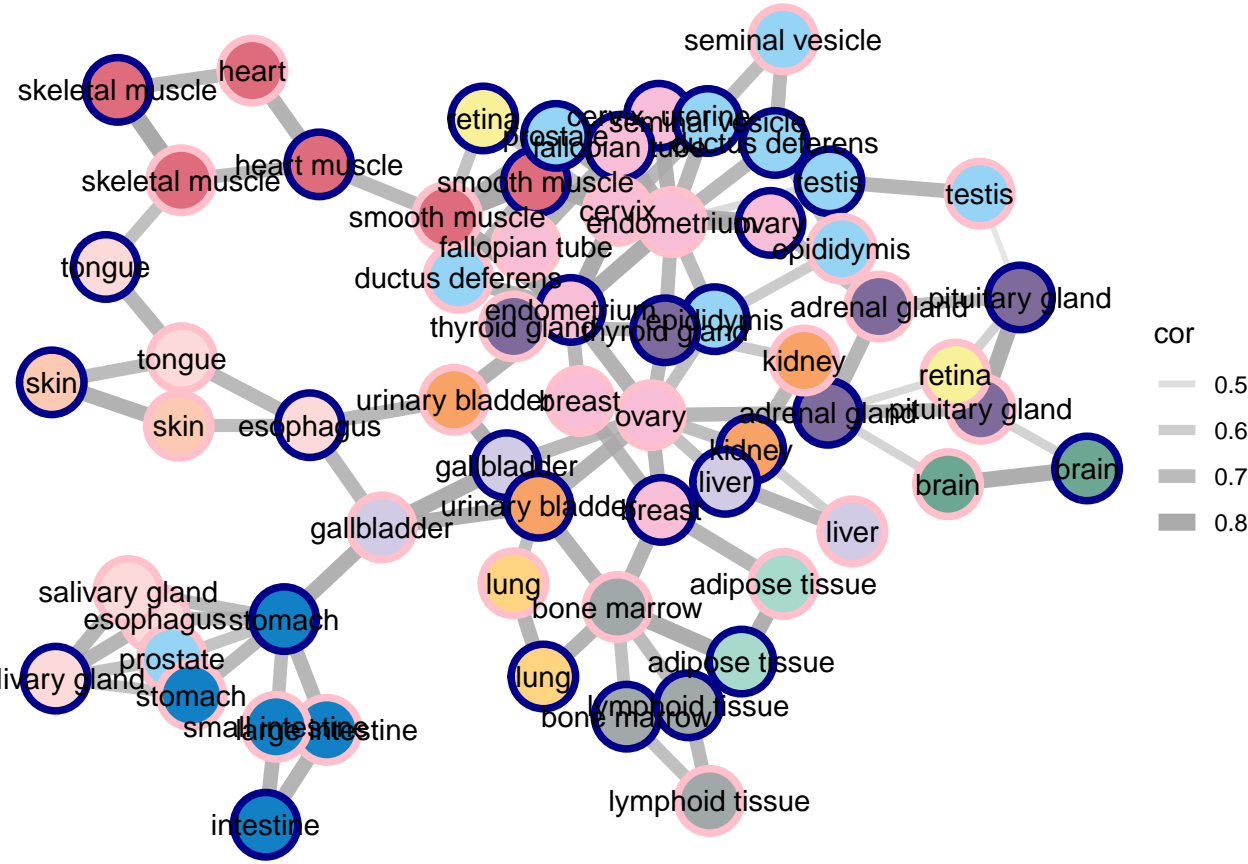 seminal vesicle
heart
skeletal muscle
retina
cervix, uterine
seminal vesicle
prostate
fallopian tube
ductus deferens
heart muscle
skeletal muscle
smooth muscle
testis
testis
smooth muscle
cervix
endometrium
ovary
fallopian tube
epididymis
tongue
ductus deferens
pituitary gland
adrenal gland
endometrium
epididymis
thyroid gland
thyroid gland
cor
tongue
kidney
retina
skin
0.5
urinary bladder
breast
ovary
adrenal gland
pituitary gland
skin
esophagus
0.6
kidney
gallbladder
brain
liver
brain
0.7
urinary bladder
breast
gallbladder
liver
0.8
lung
adipose tissue
salivary gland
bone marrow
esophagus
stomach
prostate
adipose tissue
livary gland
lung
stomach
lymphoid tissue
bone marrow
small intestine
large intestine
lymphoid tissue
intestine